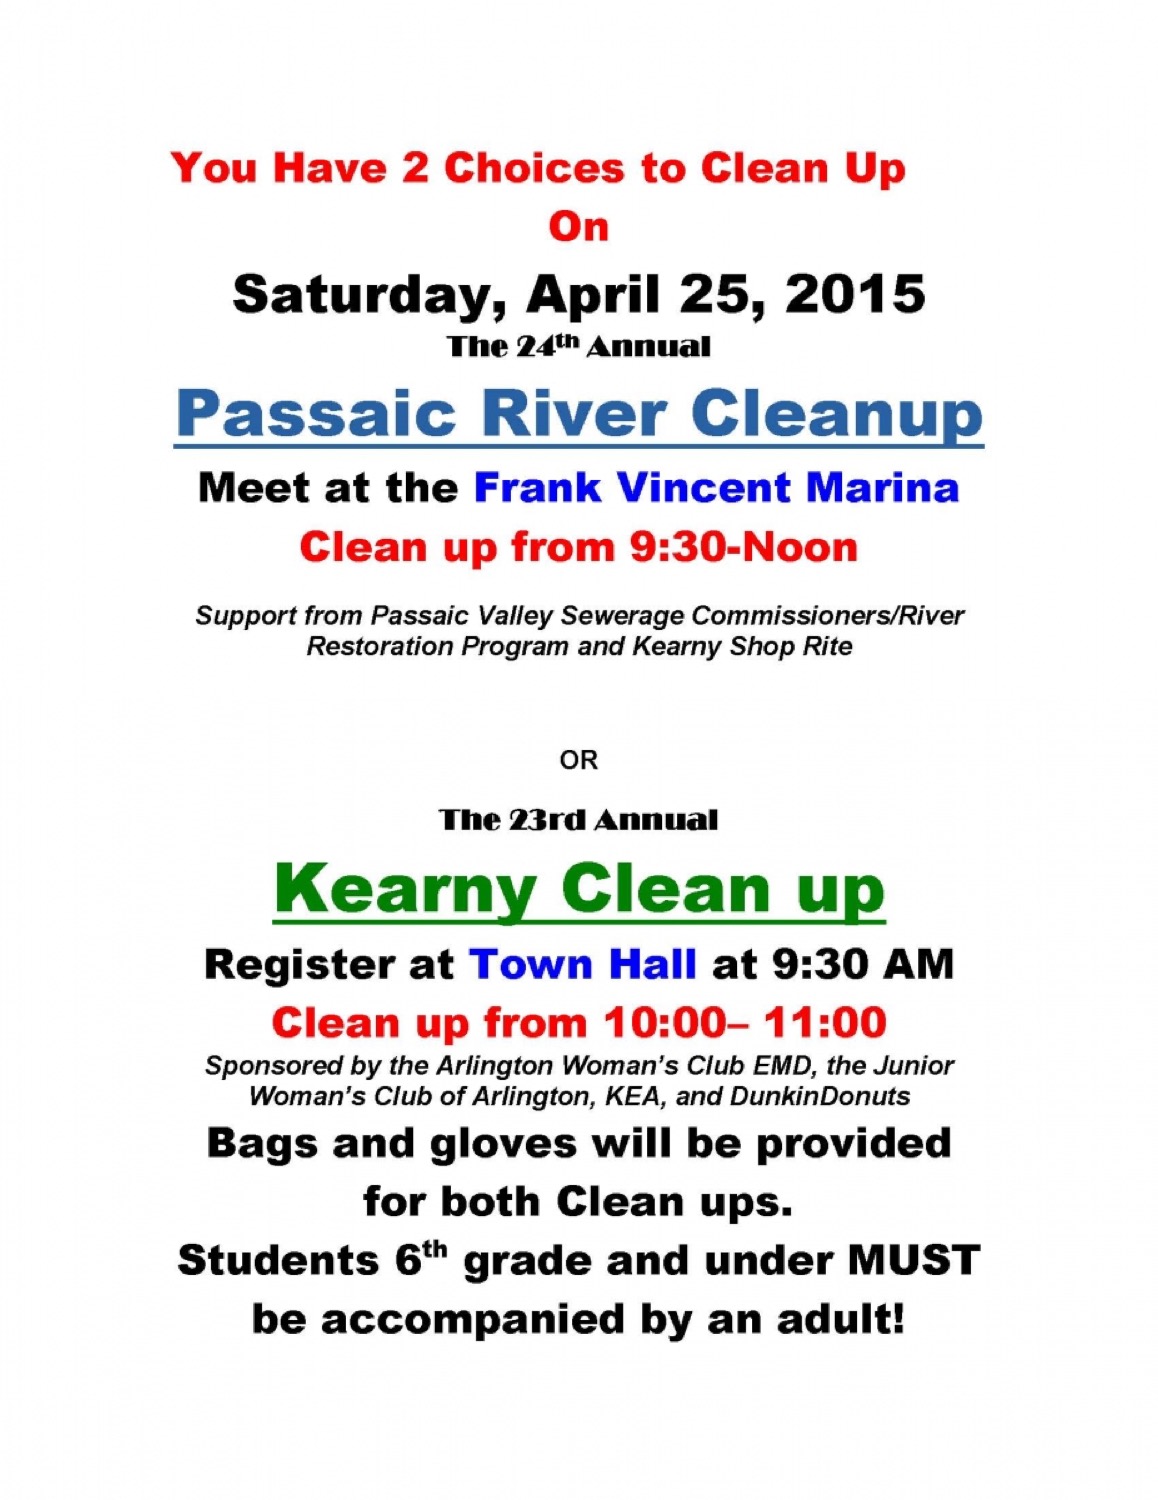 You Have 2 Choices to Clean Up
On
Saturday, April 25, 2015
The 24th Annual
Passaic River Cleanup
Meet at the Frank Vincent Marina
Clean up from 9:30-Noon
Support from Passaic Valley Sewerage Commissioners/River
Restoration Program and Kearny Shop Rite
OR
The 23rd Annual
Kearny Clean up
Register at Town Hall at 9:30 AM
Clean up from 10:00– 11:00
Sponsored by the Arlington Woman's Club EMD, the Junior
Woman's Club of Arlington, KEA, and DunkinDonuts
Bags and gloves will be provided
for both Clean ups.
Students 6th grade and under MUST
be accompanied by an adult!